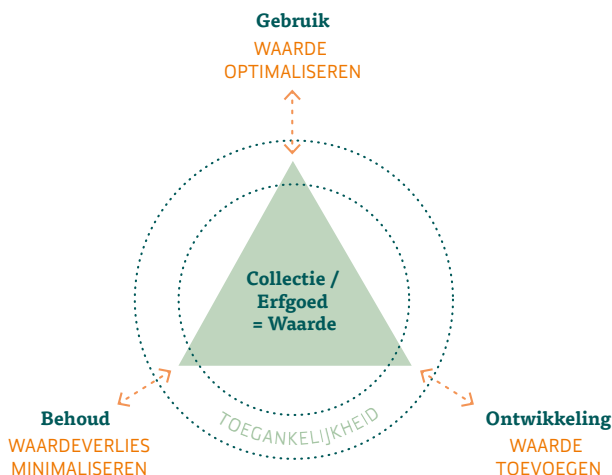 Gebruik
WAARDE
OPTIMALISEREN
Collectie /
Erfgoed
= Waarde
TOEGANKELIJKHEID
Behoud
WAARDEVERLIES
MINIMALISEREN
Ontwikkeling
WAARDE
TOEVOEGEN